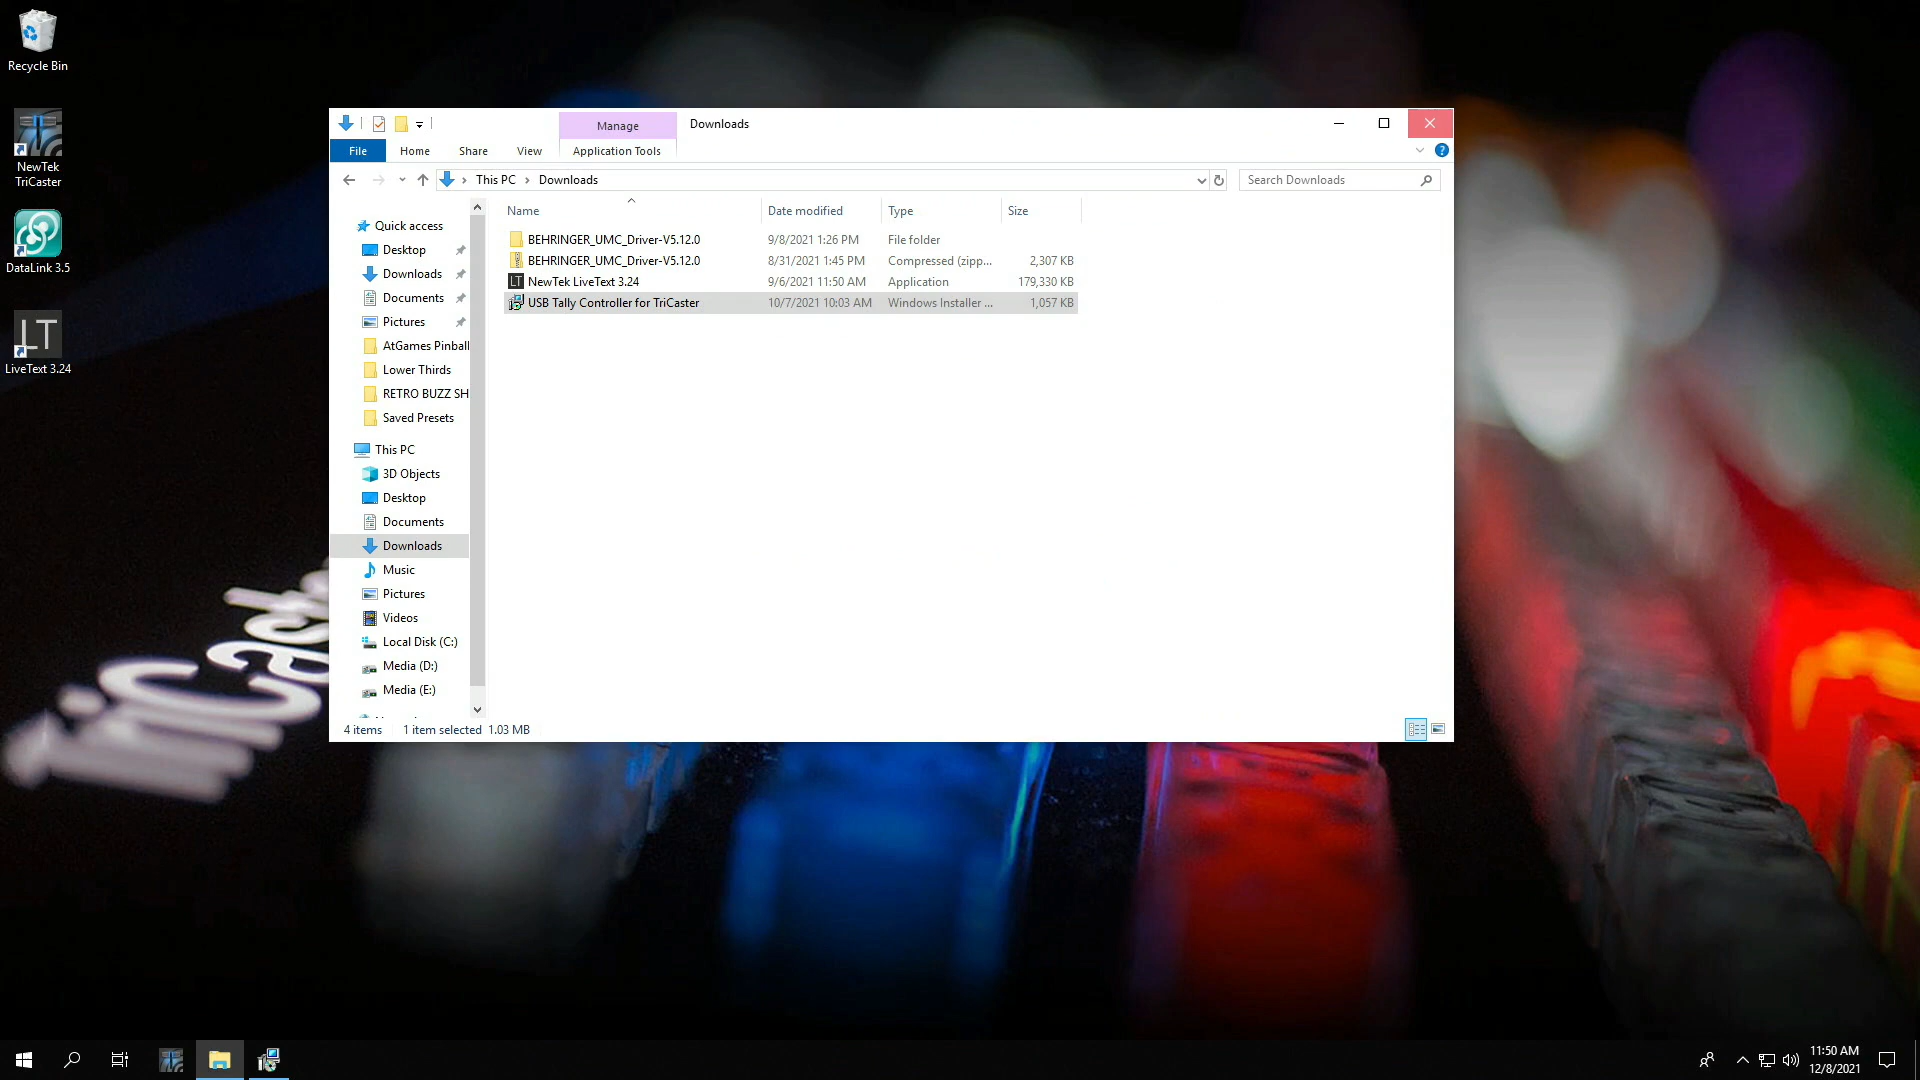 Recycle Bin
NewTek
TriCaster
DataLink 3.5
LT
LiveText 3.24
Manage
Downloads
File
Home
Share
View
Application Tools
This PC
Downloads
Search Downloads
Name
Date modified
Type
Size
BEHRINGER_UMC_Driver-V5.12.0 9/8/2021 1:26 PM File folder
BEHRINGER_UMC_Driver-V5.12.0 8/31/2021 1:45 PM Compressed (zipp... 2,307 KB
LT NewTek LiveText 3.24 9/6/2021 11:50 AM Application 179,330 KB
USB Tally Controller for TriCaster 10/7/2021 10:03 AM Windows Installer ... 1,057 KB
Quick access
Desktop
Downloads
Documents
Pictures
AtGames Pinball
Lower Thirds
RETRO BUZZ SH
Saved Presets
This PC
3D Objects
Desktop
Documents
Downloads
Music
Pictures
Videos
Local Disk (C:)
Media (D:)
Media (E:)
4 items 1 item selected 1.03 MB
11:50 AM
12/8/2021